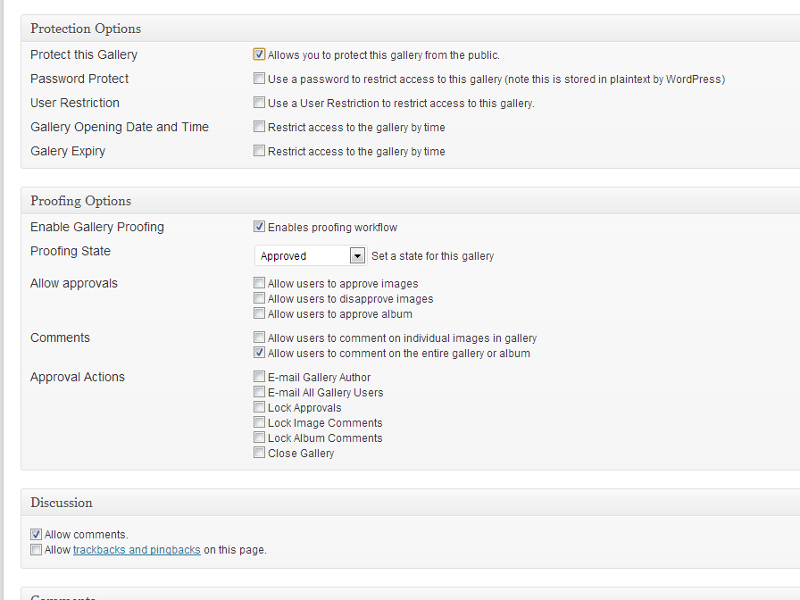 Protection Options
Protect this Gallery Allows you to protect this gallery from the public.
Password Protect Use a password to restrict access to this gallery (note this is stored in plaintext by WordPress)
User Restriction Use a User Restriction to restrict access to this gallery.
Gallery Opening Date and Time Restrict access to the gallery by time
Galery Expiry Restrict access to the gallery by time
Proofing Options
Enable Gallery Proofing Enables proofing workflow
Proofing State Approved Set a state for this gallery
Allow approvals Allow users to approve images
Allow users to disapprove images
Allow users to approve album
Comments Allow users to comment on individual images in gallery
Allow users to comment on the entire gallery or album
Approval Actions E-mail Gallery Author
E-mail All Gallery Users
Lock Approvals
Lock Image Comments
Lock Album Comments
Close Gallery
Discussion
Allow comments.
Allow trackbacks and pingbacks on this page.
Comments